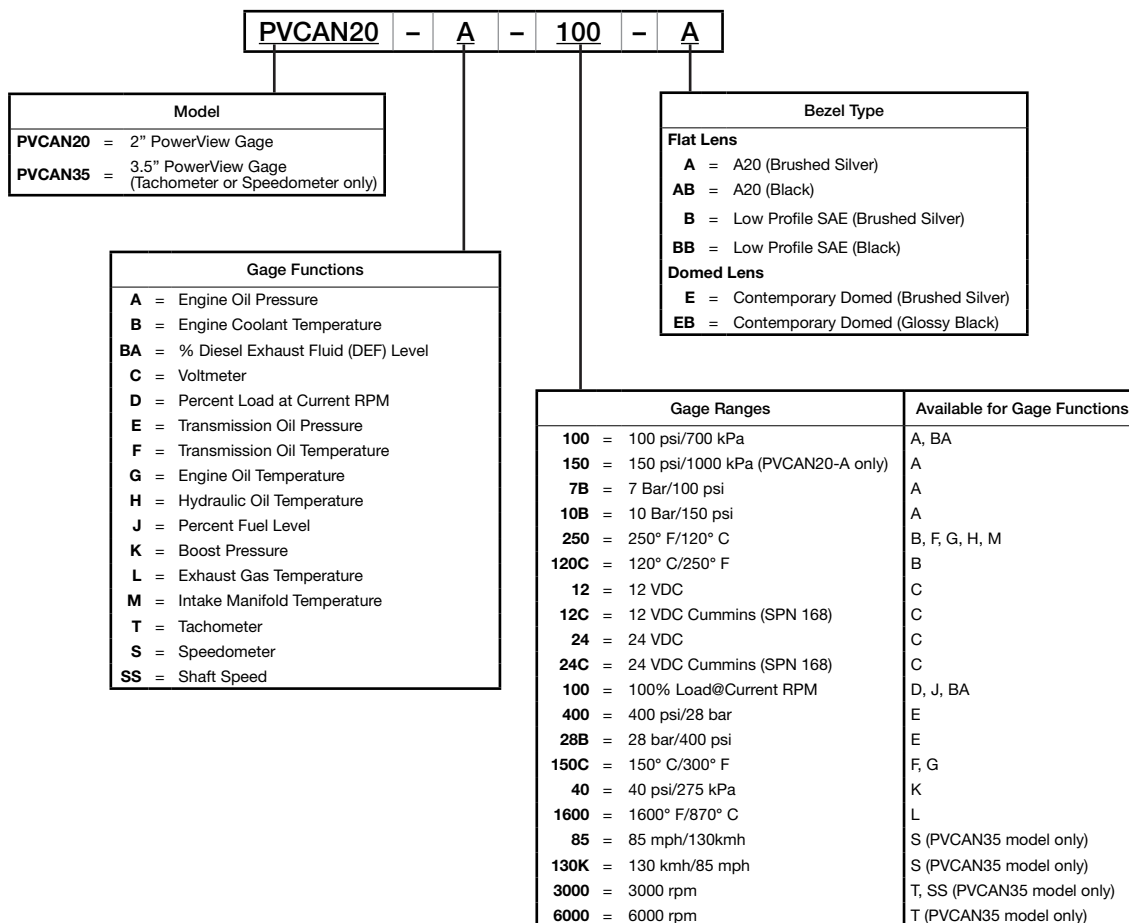 PVCAN20 – A – 100 – A
Model
PVCAN20 = 2” PowerView Gage
PVCAN35 = 3.5” PowerView Gage
(Tachometer or Speedometer only)
Bezel Type
Flat Lens
A = A20 (Brushed Silver)
AB = A20 (Black)
B = Low Profile SAE (Brushed Silver)
BB = Low Profile SAE (Black)
Domed Lens
E = Contemporary Domed (Brushed Silver)
EB = Contemporary Domed (Glossy Black)
Gage Functions
A = Engine Oil Pressure
B = Engine Coolant Temperature
BA = % Diesel Exhaust Fluid (DEF) Level
C = Voltmeter
D = Percent Load at Current RPM
E = Transmission Oil Pressure
F = Transmission Oil Temperature
G = Engine Oil Temperature
H = Hydraulic Oil Temperature
J = Percent Fuel Level
K = Boost Pressure
L = Exhaust Gas Temperature
M = Intake Manifold Temperature
T = Tachometer
S = Speedometer
SS = Shaft Speed
Gage Ranges Available for Gage Functions
100 = 100 psi/700 kPa A, BA
150 = 150 psi/1000 kPa (PVCAN20-A only) A
7B = 7 Bar/100 psi A
10B = 10 Bar/150 psi A
250 = 250° F/120° C B, F, G, H, M
120C = 120° C/250° F B
12 = 12 VDC C
12C = 12 VDC Cummins (SPN 168) C
24 = 24 VDC C
24C = 24 VDC Cummins (SPN 168) C
100 = 100% Load@Current RPM D, J, BA
400 = 400 psi/28 bar E
28B = 28 bar/400 psi E
150C = 150° C/300° F F, G
40 = 40 psi/275 kPa K
1600 = 1600° F/870° C L
85 = 85 mph/130kmh S (PVCAN35 model only)
130K = 130 kmh/85 mph S (PVCAN35 model only)
3000 = 3000 rpm T, SS (PVCAN35 model only)
6000 = 6000 rpm T (PVCAN35 model only)